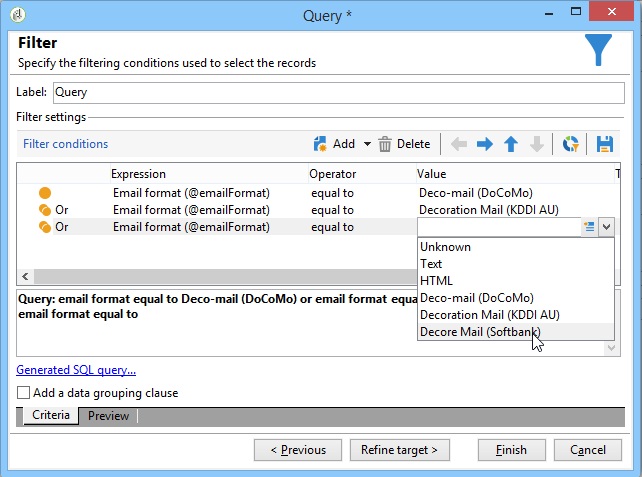 Query *
Filter
Specify the filtering conditions used to select the records
Label: Query
Filter settings
Filter conditions Add Delete
Expression Operator Value T
Email format (@emailFormat) equal to Deco-mail (DoCoMo)
Or Email format (@emailFormat) equal to Decoration Mail (KDDI AU)
Or Email format (@emailFormat) equal to
Unknown
Text
HTML
Deco-mail (DoCoMo)
Decoration Mail (KDDI AU)
Decore Mail (Softbank)
Query: email format equal to Deco-mail (DoCoMo) or email format equa
email format equal to
Generated SQL query...
Add a data grouping clause
Criteria Preview
< Previous Refine target > Finish Cancel